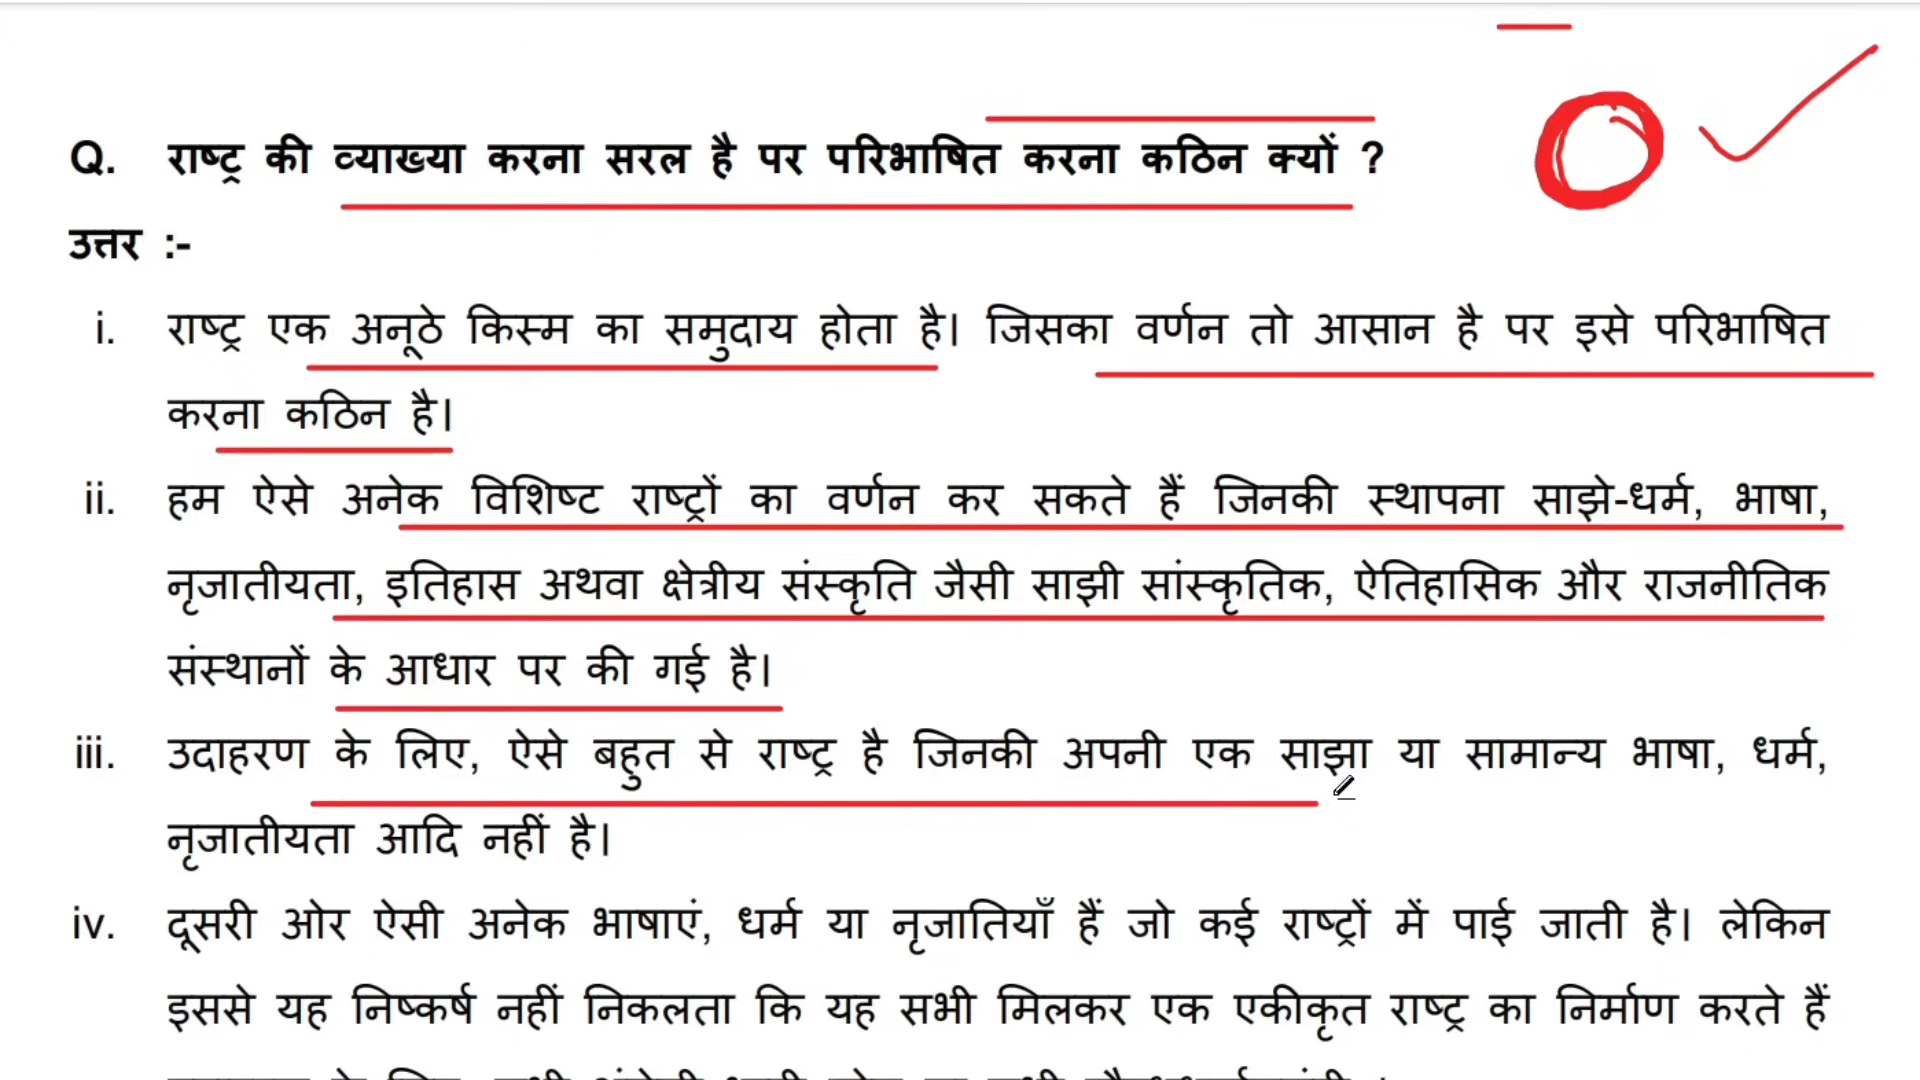 Q. राष्ट्र की व्याख्या करना सरल है पर परिभाषित करना कठिन क्यों ?
उत्तर :-
i. राष्ट्र एक अनूठे किस्म का समुदाय होता है। जिसका वर्णन तो आसान है पर इसे परिभाषित
करना कठिन है।
ii. हम ऐसे अनेक विशिष्ट राष्ट्रों का वर्णन कर सकते हैं जिनकी स्थापना साझे-धर्म, भाषा,
नृजातीयता, इतिहास अथवा क्षेत्रीय संस्कृति जैसी साझी सांस्कृतिक, ऐतिहासिक और राजनीतिक
संस्थानों के आधार पर की गई है।
iii. उदाहरण के लिए, ऐसे बहुत से राष्ट्र है जिनकी अपनी एक साझा या सामान्य भाषा, धर्म,
नृजातीयता आदि नहीं है।
iv. दूसरी ओर ऐसी अनेक भाषाएं, धर्म या नृजातियाँ हैं जो कई राष्ट्रों में पाई जाती है। लेकिन
इससे यह निष्कर्ष नहीं निकलता कि यह सभी मिलकर एक एकीकृत राष्ट्र का निर्माण करते हैं